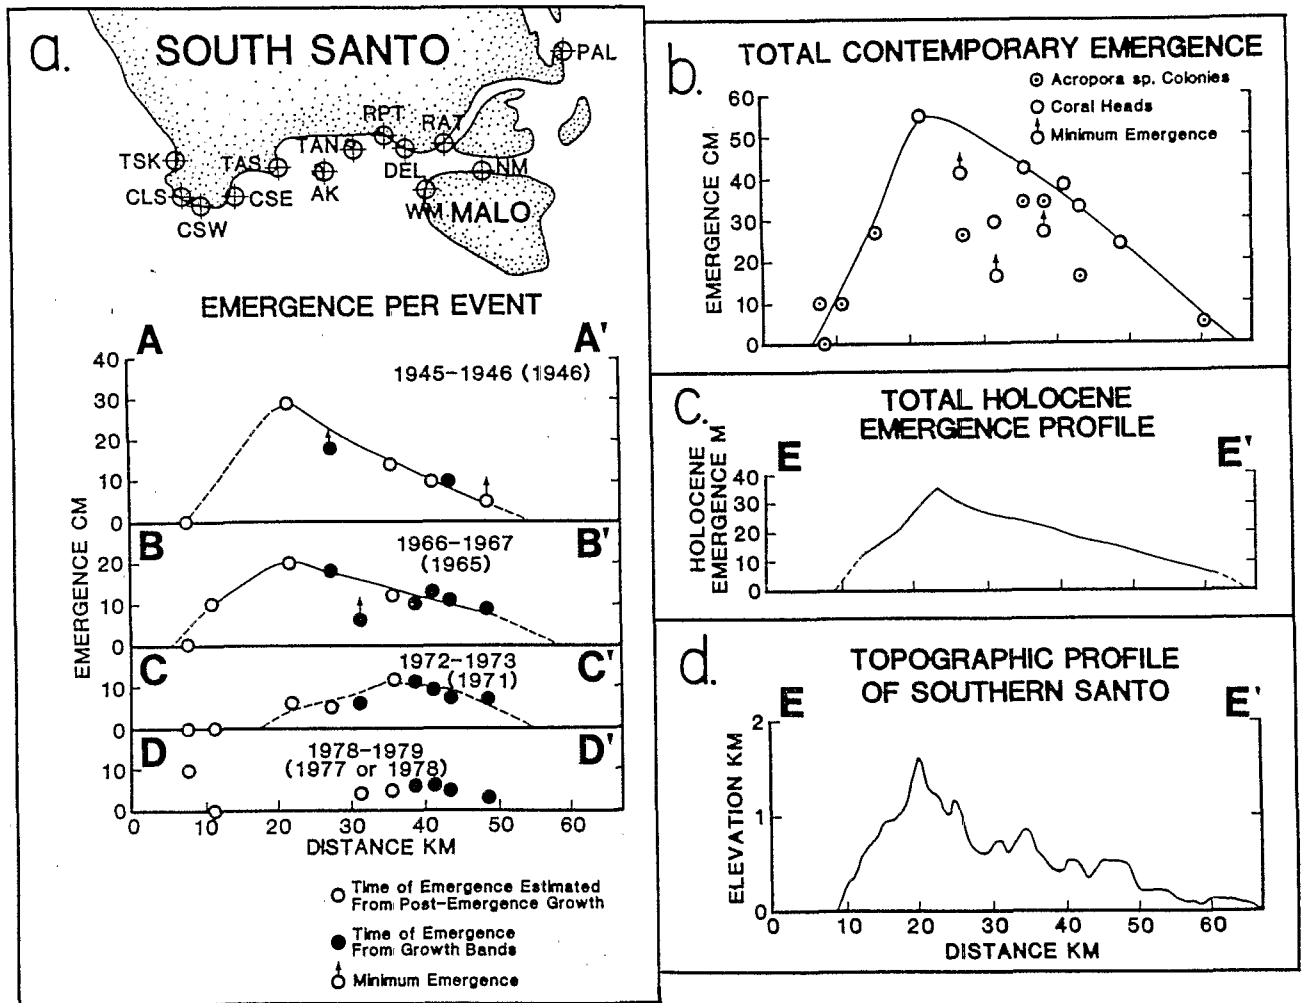 a.
SOUTH SANTO
PAL
RPT
RAT
TAN
TSK
TAS
DEL
NM
CLS
CSE
AK
WM
MALO
CSW
EMERGENCE PER EVENT
A
A'
1945-1946 (1946)
40
30
20
10
0
B
B'
1966-1967
(1965)
20
10
0
EMERGENCE CM
C
C'
1972-1973
(1971)
10
0
D
D'
1978-1979
(1977 or 1978)
10
0
0 10 20 30 40 50 60
DISTANCE KM
Time of Emergence Estimated
From Post-Emergence Growth
Time of Emergence
From Growth Bands
Minimum Emergence
b.
TOTAL CONTEMPORARY EMERGENCE
Acropora sp. Colonies
Coral Heads
Minimum Emergence
60
50
40
30
20
10
0
EMERGENCE CM
c.
TOTAL HOLOCENE
EMERGENCE PROFILE
E
E'
HOLOCENE
EMERGENCE M
40
30
20
10
0
d.
TOPOGRAPHIC PROFILE
OF SOUTHERN SANTO
E
E'
2
1
0
ELEVATION KM
0 10 20 30 40 50 60
DISTANCE KM